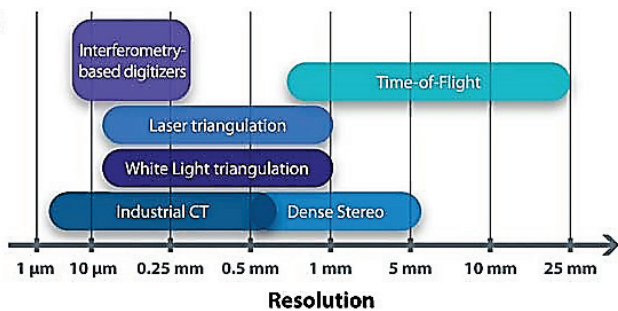 Interferometry-
based digitizers
Time-of-Flight
Laser triangulation
White Light triangulation
Industrial CT
Dense Stereo
1 μm
10 μm
0.25 mm
0.5 mm
1 mm
5 mm
10 mm
25 mm
Resolution